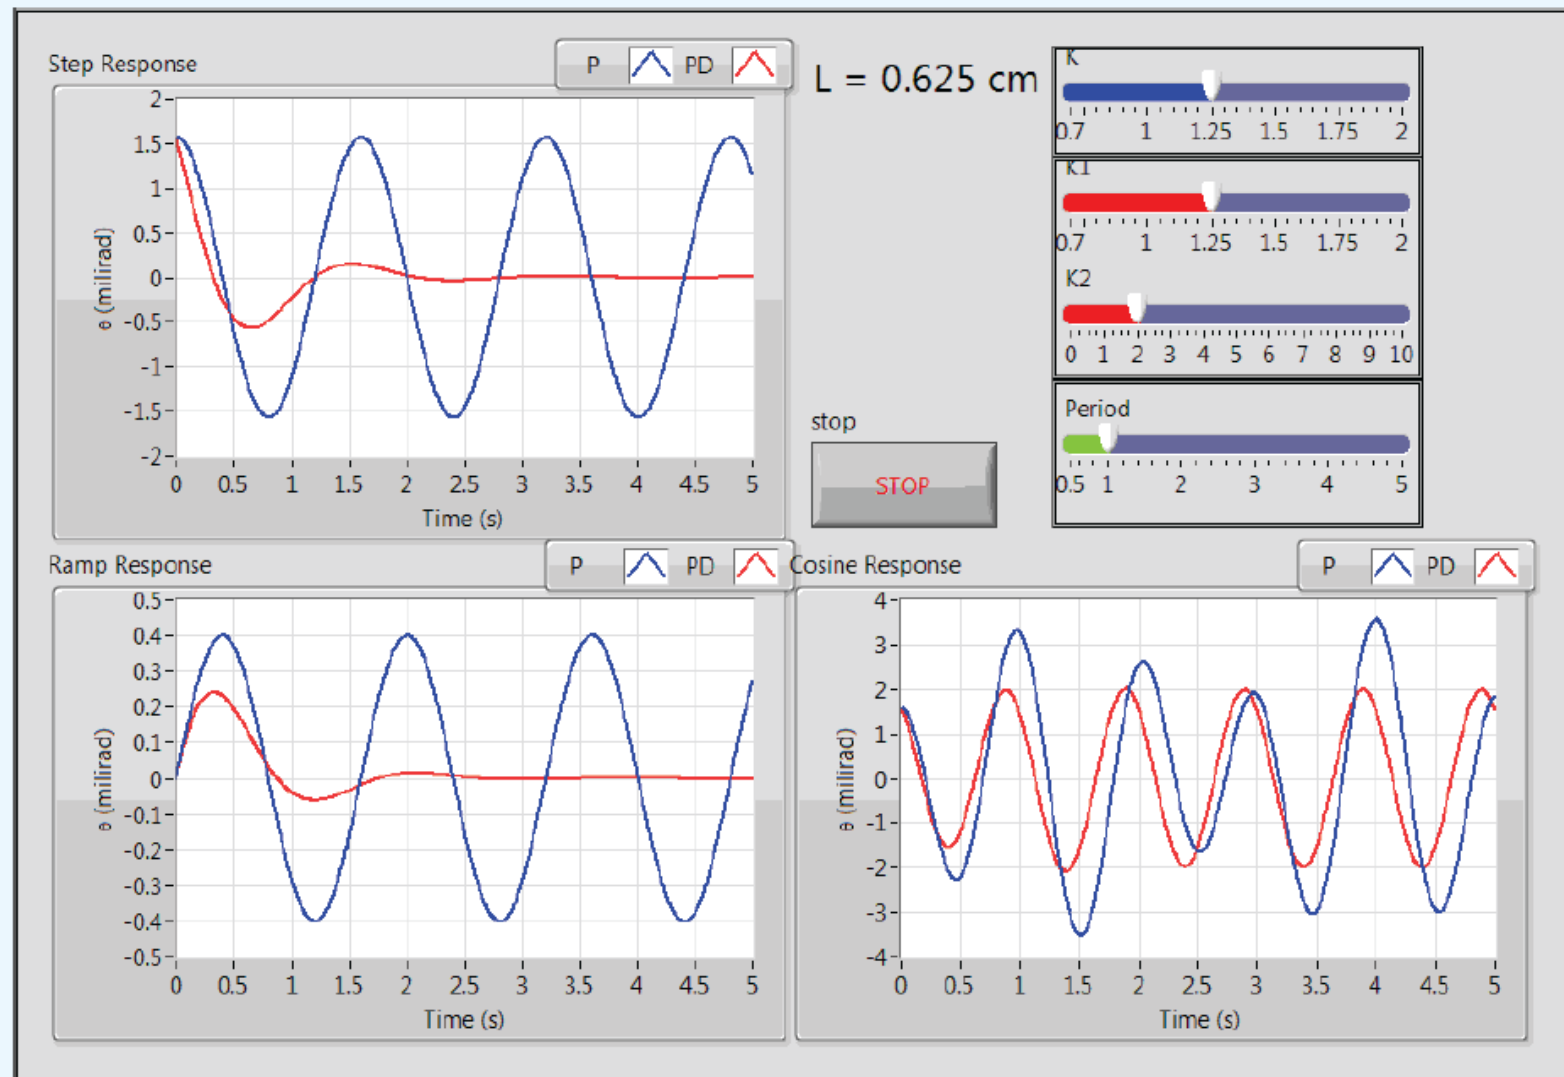 Step Response
P PD
2
1.5
1
0.5
0
-0.5
-1
-1.5
-2
θ (milirad)
0 0.5 1 1.5 2 2.5 3 3.5 4 4.5 5
Time (s)
L = 0.625 cm
K
0.7 1 1.25 1.5 1.75 2
K1
0.7 1 1.25 1.5 1.75 2
K2
0 1 2 3 4 5 6 7 8 9 10
Period
0.5 1 2 3 4 5
stop
STOP
Ramp Response
P PD
0.5
0.4
0.3
0.2
0.1
0
-0.1
-0.2
-0.3
-0.4
-0.5
θ (milirad)
0 0.5 1 1.5 2 2.5 3 3.5 4 4.5 5
Time (s)
Cosine Response
P PD
4
3
2
1
0
-1
-2
-3
-4
θ (milirad)
0 0.5 1 1.5 2 2.5 3 3.5 4 4.5 5
Time (s)